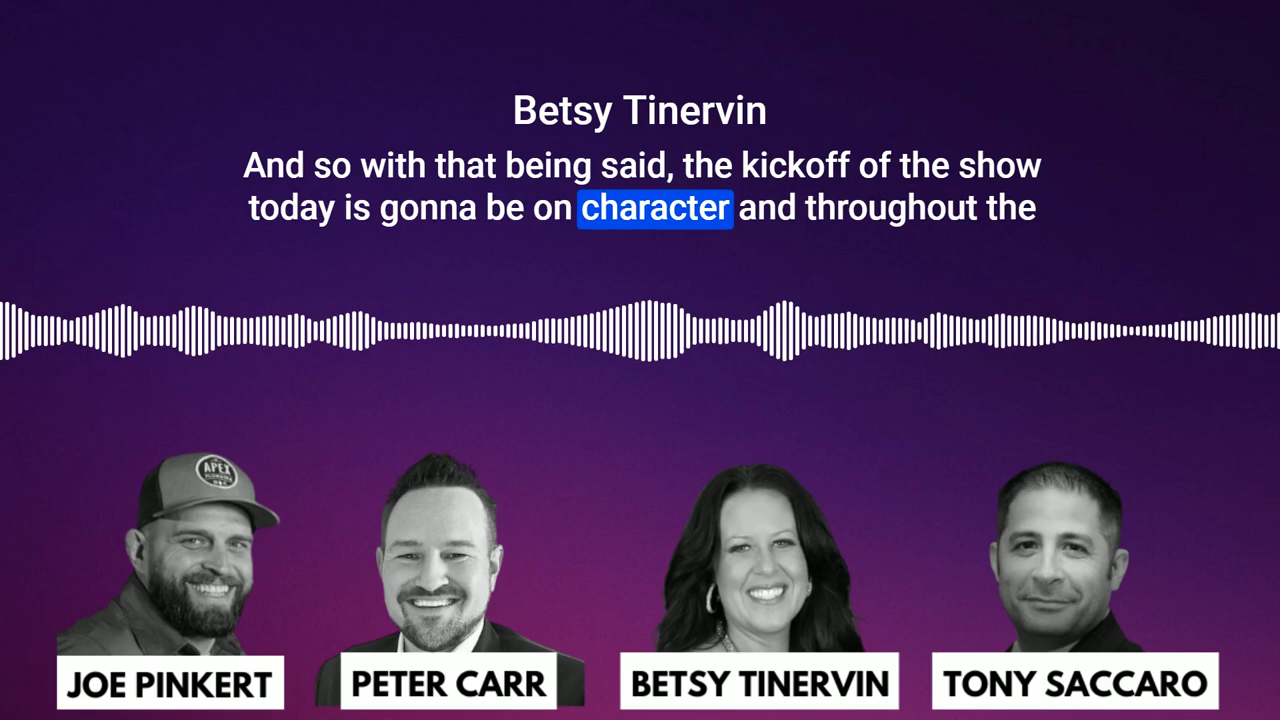 Betsy Tinervin
And so with that being said, the kickoff of the show
today is gonna be on character and throughout the
APEX
JOE PINKERT
PETER CARR
BETSY TINERVIN
TONY SACCARO